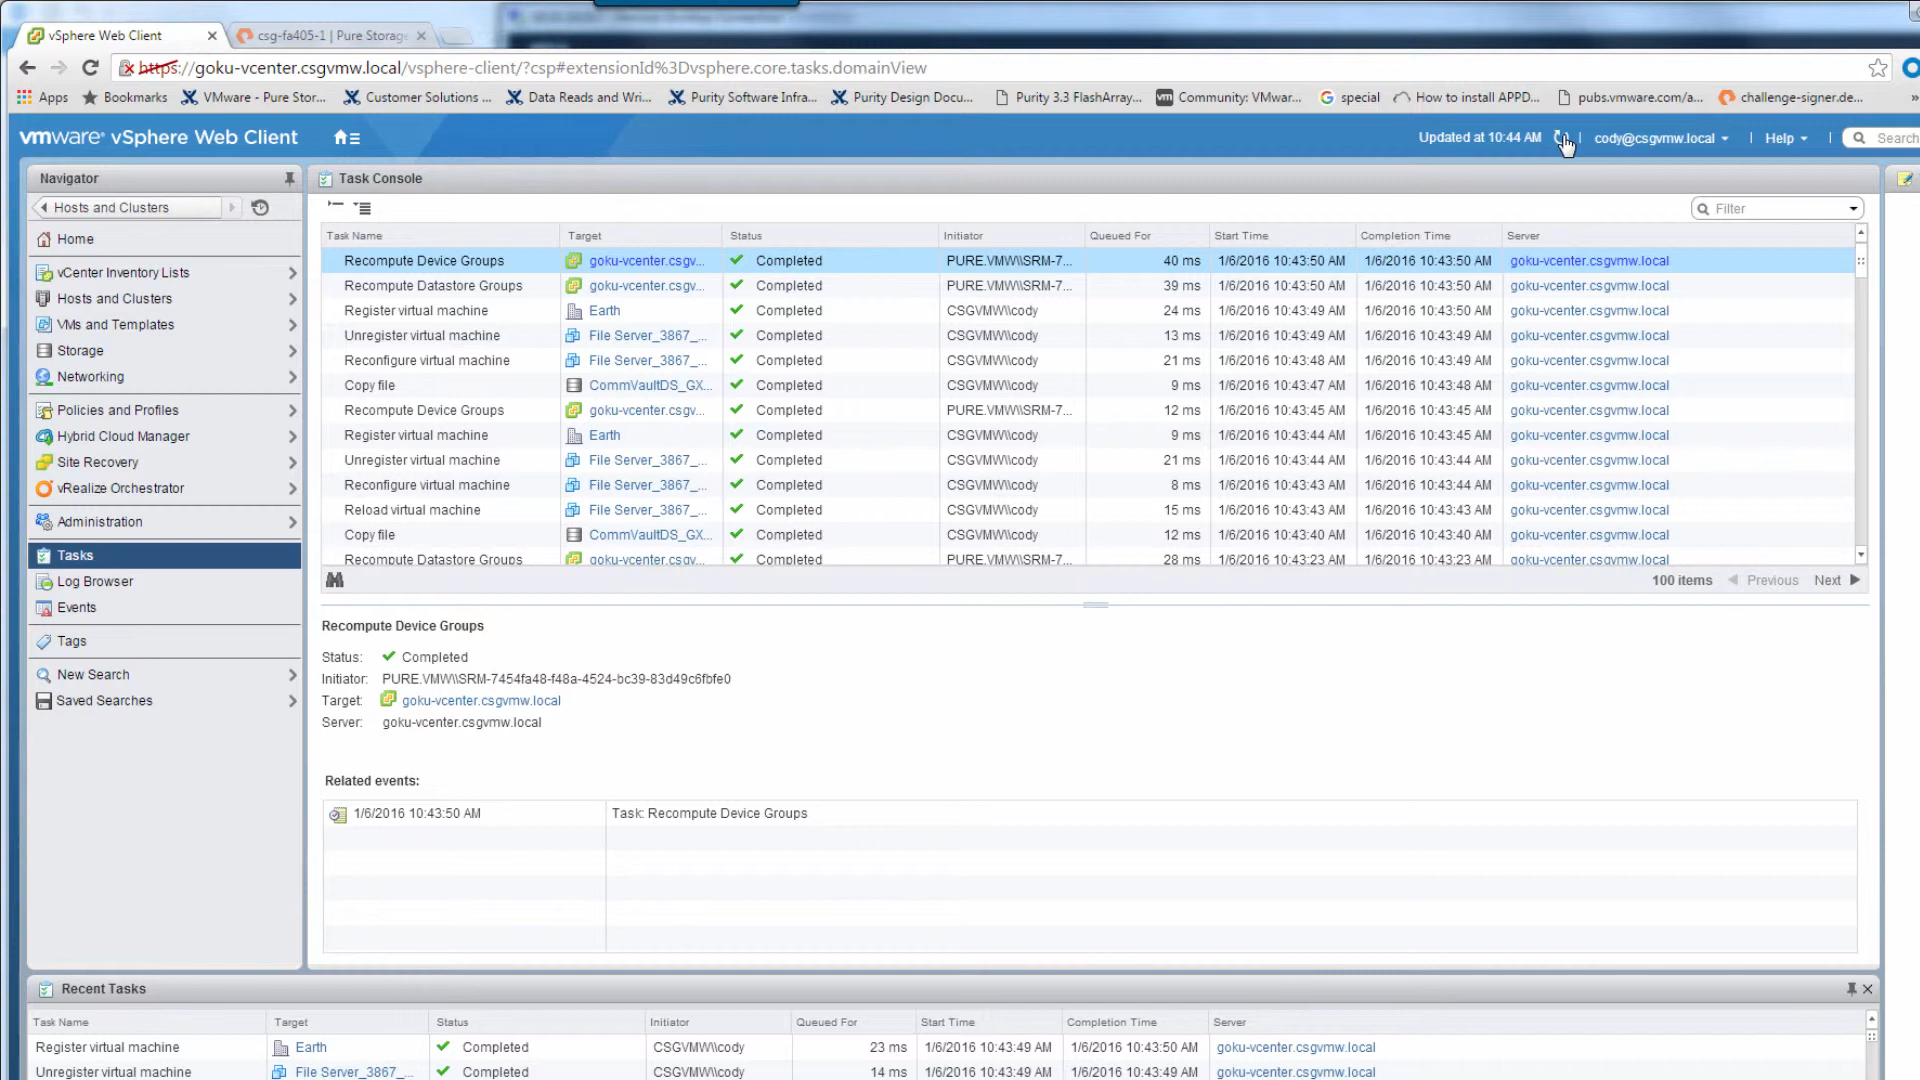 vSphere Web Client
csg-fa405-1 | Pure Storage
https://goku-vcenter.csgvmw.local/vsphere-client/?csp#extensionId%3Dvsphere.core.tasks.domainView
Apps Bookmarks VMware - Pure Stor... Customer Solutions ... Data Reads and Wri... Purity Software Infra... Purity Design Docu... Purity 3.3 FlashArray... Community: VMwar... special How to install APPD... pubs.vmware.com/a... challenge-signer.de... »
vmware vSphere Web Client Updated at 10:44 AM cody@csgvmw.local Help Search
Navigator
Hosts and Clusters
Home
vCenter Inventory Lists
Hosts and Clusters
VMs and Templates
Storage
Networking
Policies and Profiles
Hybrid Cloud Manager
Site Recovery
vRealize Orchestrator
Administration
Tasks
Log Browser
Events
Tags
New Search
Saved Searches
Task Console
Filter
Task Name Target Status Initiator Queued For Start Time Completion Time Server
Recompute Device Groups goku-vcenter.csgv... Completed PURE.VMW\\SRM-7... 40 ms 1/6/2016 10:43:50 AM 1/6/2016 10:43:50 AM goku-vcenter.csgvmw.local
Recompute Datastore Groups goku-vcenter.csgv... Completed PURE.VMW\\SRM-7... 39 ms 1/6/2016 10:43:50 AM 1/6/2016 10:43:50 AM goku-vcenter.csgvmw.local
Register virtual machine Earth Completed CSGVMW\\cody 24 ms 1/6/2016 10:43:49 AM 1/6/2016 10:43:50 AM goku-vcenter.csgvmw.local
Unregister virtual machine File Server_3867_... Completed CSGVMW\\cody 13 ms 1/6/2016 10:43:49 AM 1/6/2016 10:43:49 AM goku-vcenter.csgvmw.local
Reconfigure virtual machine File Server_3867_... Completed CSGVMW\\cody 21 ms 1/6/2016 10:43:48 AM 1/6/2016 10:43:49 AM goku-vcenter.csgvmw.local
Copy file CommVaultDS_GX... Completed CSGVMW\\cody 9 ms 1/6/2016 10:43:47 AM 1/6/2016 10:43:48 AM goku-vcenter.csgvmw.local
Recompute Device Groups goku-vcenter.csgv... Completed PURE.VMW\\SRM-7... 12 ms 1/6/2016 10:43:45 AM 1/6/2016 10:43:45 AM goku-vcenter.csgvmw.local
Register virtual machine Earth Completed CSGVMW\\cody 9 ms 1/6/2016 10:43:44 AM 1/6/2016 10:43:45 AM goku-vcenter.csgvmw.local
Unregister virtual machine File Server_3867_... Completed CSGVMW\\cody 21 ms 1/6/2016 10:43:44 AM 1/6/2016 10:43:44 AM goku-vcenter.csgvmw.local
Reconfigure virtual machine File Server_3867_... Completed CSGVMW\\cody 8 ms 1/6/2016 10:43:43 AM 1/6/2016 10:43:44 AM goku-vcenter.csgvmw.local
Reload virtual machine File Server_3867_... Completed CSGVMW\\cody 15 ms 1/6/2016 10:43:43 AM 1/6/2016 10:43:43 AM goku-vcenter.csgvmw.local
Copy file CommVaultDS_GX... Completed CSGVMW\\cody 12 ms 1/6/2016 10:43:40 AM 1/6/2016 10:43:40 AM goku-vcenter.csgvmw.local
Recompute Datastore Groups goku-vcenter.csgv... Completed PURE.VMW\\SRM-7... 28 ms 1/6/2016 10:43:23 AM 1/6/2016 10:43:23 AM goku-vcenter.csgvmw.local
100 items Previous Next
Recompute Device Groups
Status: Completed
Initiator: PURE.VMW\\SRM-7454fa48-f48a-4524-bc39-83d49c6fbfe0
Target: goku-vcenter.csgvmw.local
Server: goku-vcenter.csgvmw.local
Related events:
1/6/2016 10:43:50 AM Task: Recompute Device Groups
Recent Tasks
Task Name Target Status Initiator Queued For Start Time Completion Time Server
Register virtual machine Earth Completed CSGVMW\\cody 23 ms 1/6/2016 10:43:49 AM 1/6/2016 10:43:50 AM goku-vcenter.csgvmw.local
Unregister virtual machine File Server_3867_... Completed CSGVMW\\cody 14 ms 1/6/2016 10:43:49 AM 1/6/2016 10:43:49 AM goku-vcenter.csgvmw.local